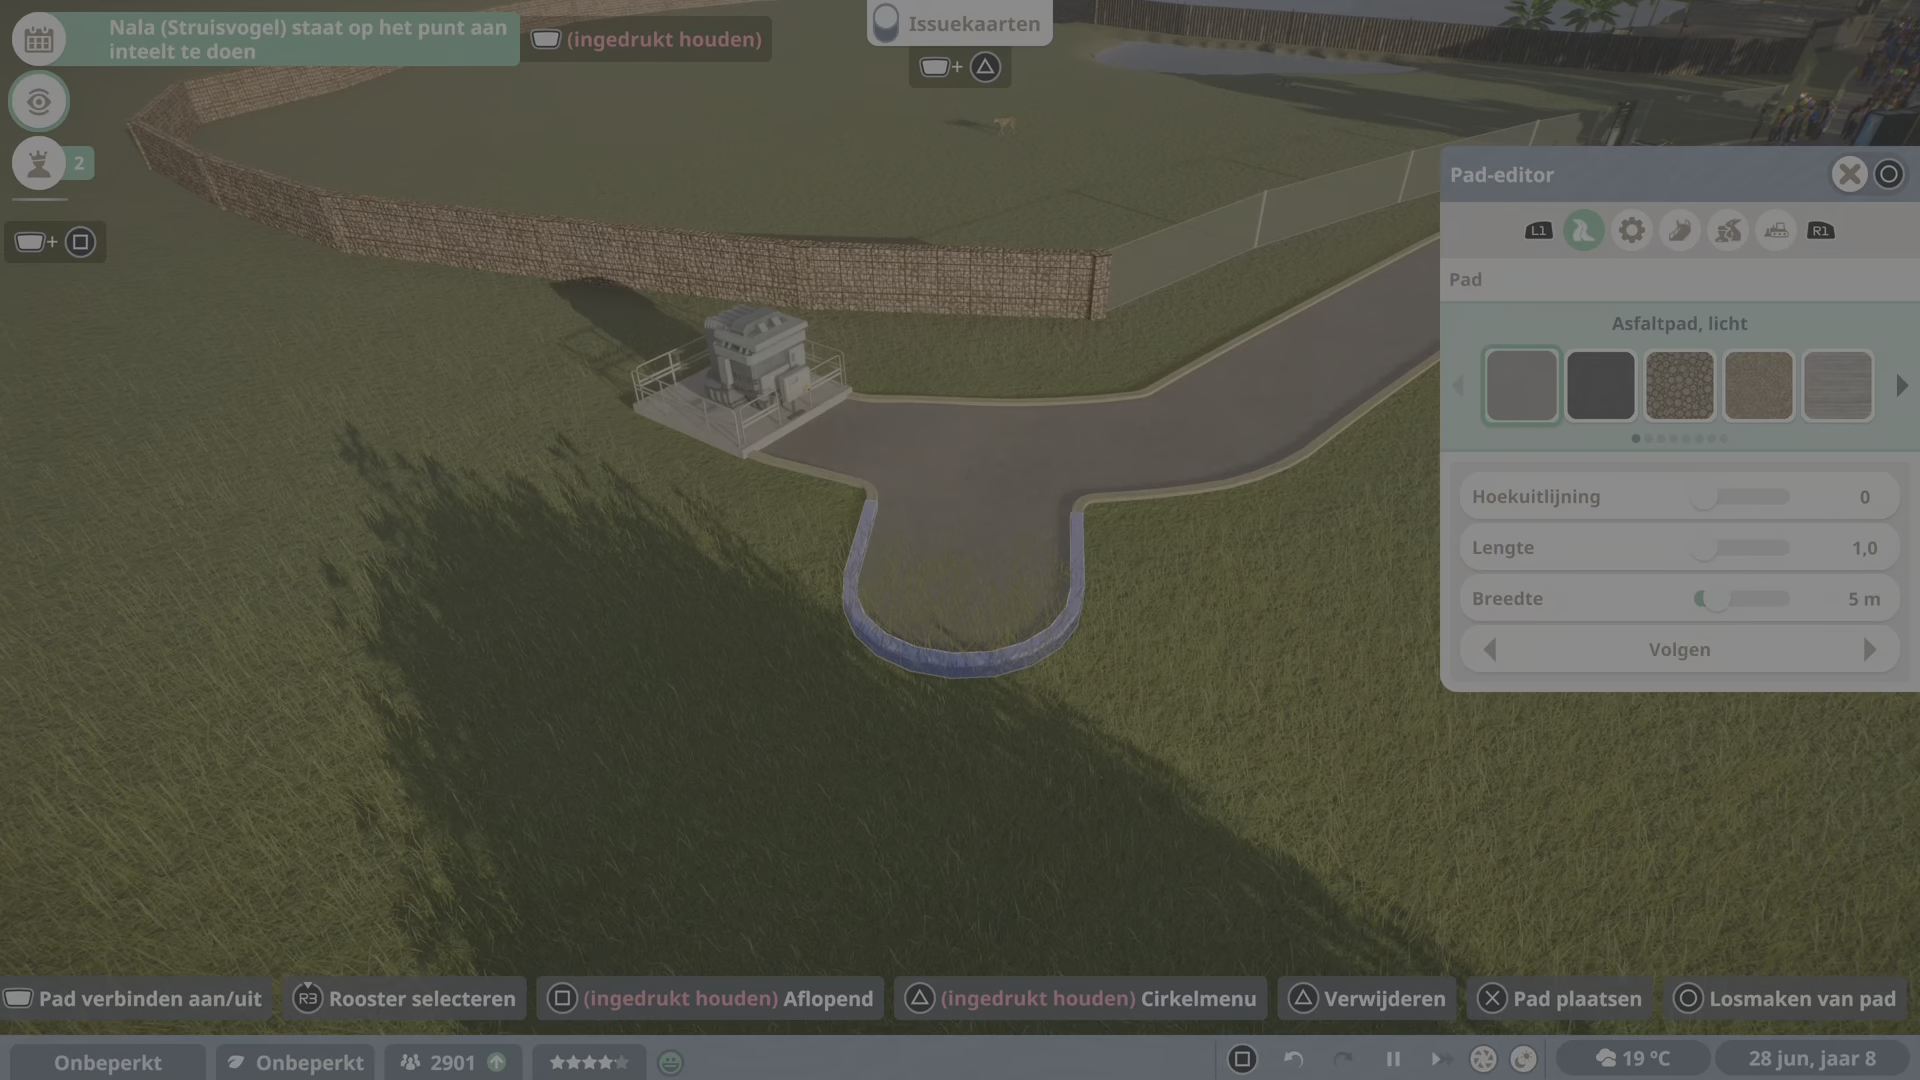 Nala (Struisvogel) staat op het punt aan
inteelt te doen
(ingedrukt houden)
Issuekaarten
+
2
+
Pad-editor
L1
R1
Pad
Asfaltpad, licht
Hoekuitlijning 0
Lengte 1,0
Breedte 5 m
Volgen
Pad verbinden aan/uit
R3 Rooster selecteren
(ingedrukt houden) Aflopend
(ingedrukt houden) Cirkelmenu
Verwijderen
Pad plaatsen
Losmaken van pad
Onbeperkt
Onbeperkt
2901
19 °C
28 jun, jaar 8